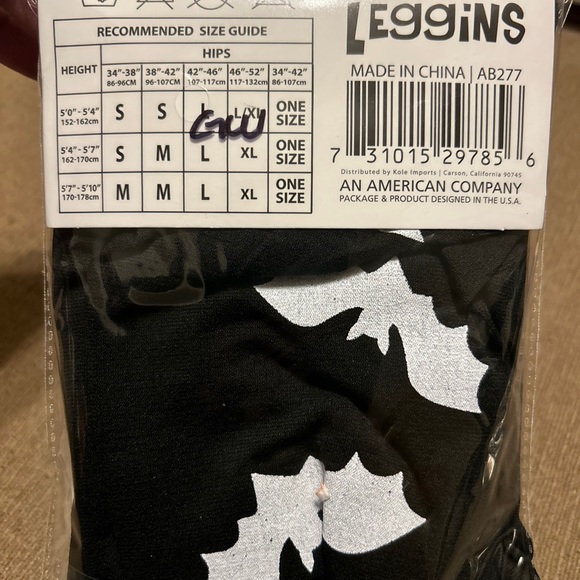 LEGGINS
RECOMMENDED SIZE GUIDE
HIPS
HEIGHT 34"-38" 38"-42" 42"-46" 46"-52" 34"-42"
86-96CM 96-107CM 107-117CM 117-132CM 86-107CM
5'0" - 5'4" S S L L/XL ONE SIZE
152-162cm
5'4" - 5'7" S M L XL ONE SIZE
162-170cm
5'7" - 5'10" M M L XL ONE SIZE
170-178cm
MADE IN CHINA | AB277
7 31015 29785 6
Distributed by Kole Imports | Carson, California 90745
AN AMERICAN COMPANY
PACKAGE & PRODUCT DESIGNED IN THE U.S.A.